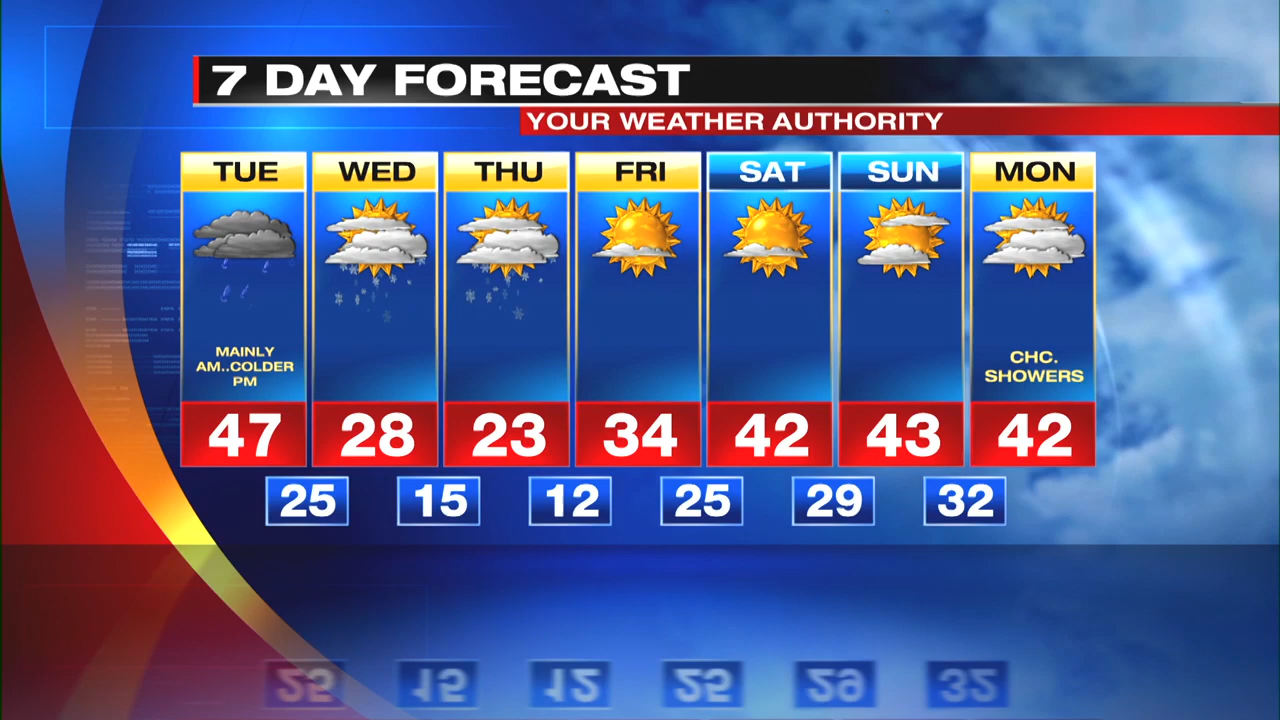 7 DAY FORECAST
YOUR WEATHER AUTHORITY
TUE WED THU FRI SAT SUN MON
MAINLY
AM..COLDER
PM
CHC.
SHOWERS
47 28 23 34 42 43 42
25 15 12 25 29 32